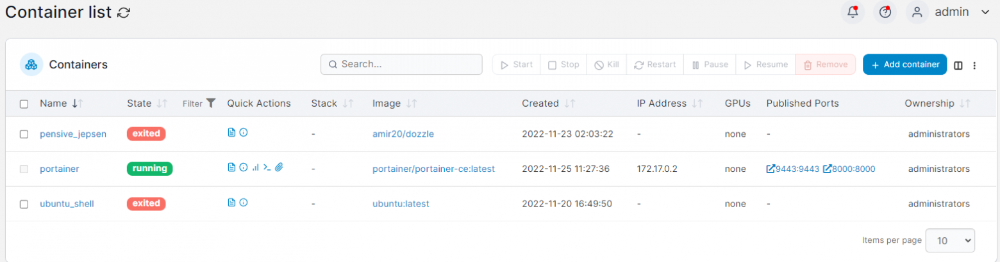 Container list admin
Containers Search... Start Stop Kill Restart Pause Resume Remove + Add container
Name State Filter Quick Actions Stack Image Created IP Address GPUs Published Ports Ownership
pensive_jepsen exited - amir20/dozzle 2022-11-23 02:03:22 - none - administrators
portainer running - portainer/portainer-ce:latest 2022-11-25 11:27:36 172.17.0.2 none 9443:9443 8000:8000 administrators
ubuntu_shell exited - ubuntu:latest 2022-11-20 16:49:50 - none - administrators
Items per page 10